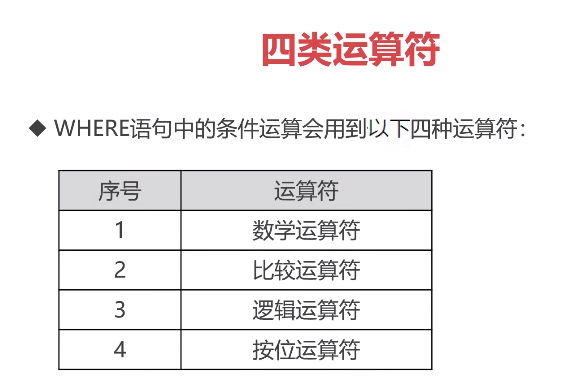 四类运算符
◆ WHERE语句中的条件运算会用到以下四种运算符：
序号 运算符
1 数学运算符
2 比较运算符
3 逻辑运算符
4 按位运算符